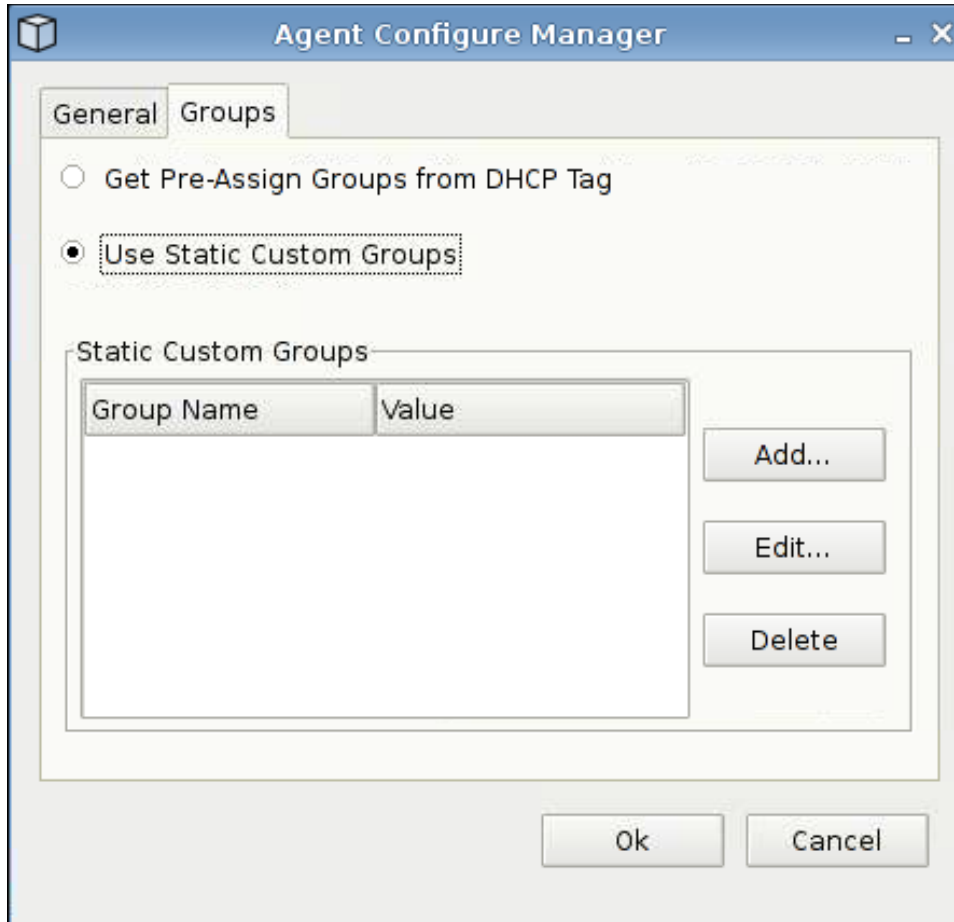 Agent Configure Manager
General Groups
Get Pre-Assign Groups from DHCP Tag
Use Static Custom Groups
Static Custom Groups
Group Name Value
Add...
Edit...
Delete
Ok Cancel